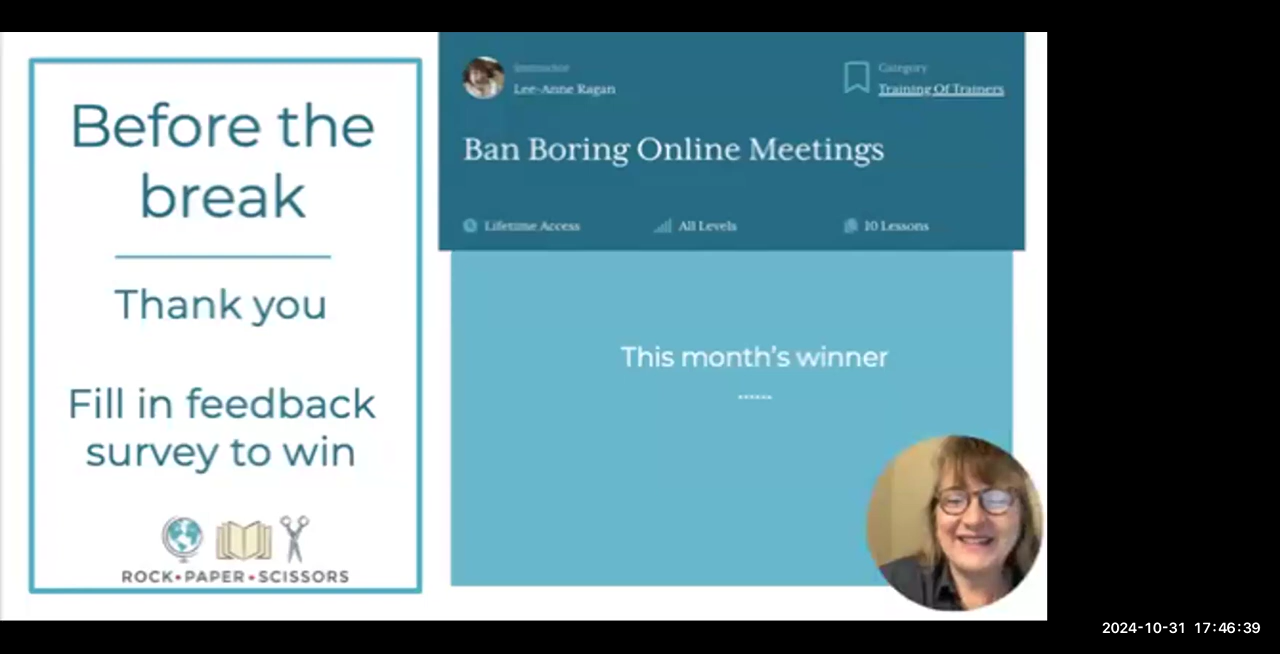 Before the
break
Thank you
Fill in feedback
survey to win
ROCK•PAPER•SCISSORS
Instructor
Lee-Anne Ragan
Category
Training Of Trainers
Ban Boring Online Meetings
Lifetime Access
All Levels
10 Lessons
This month's winner
......
2024-10-31 17:46:39